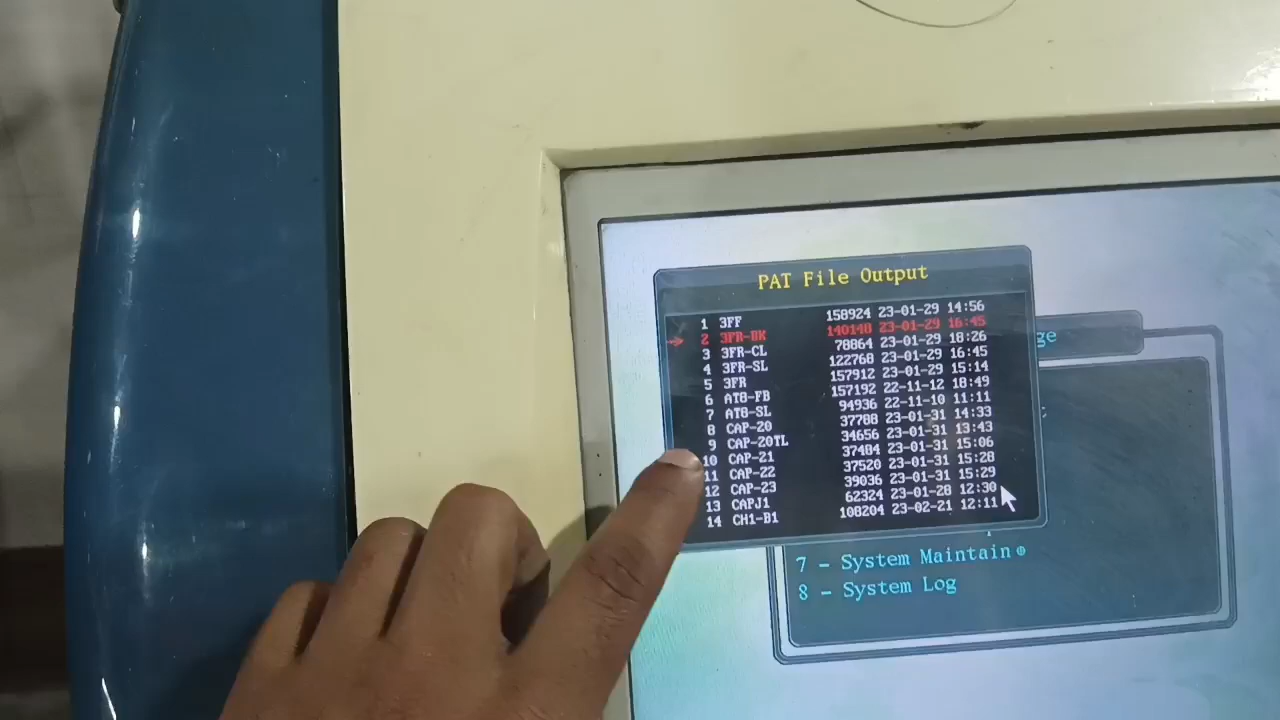 PAT File Output
1 3FF 158924 23-01-29 14:56
2 3FR-BK 140148 23-01-29 16:45
3 3FR-CL 78864 23-01-29 18:26
4 3FR-SL 122768 23-01-29 16:45
5 3FR 157912 23-01-29 15:14
6 AT8-FB 157192 22-11-12 18:49
7 AT8-SL 94936 22-11-10 11:11
8 CAP-20 37788 23-01-31 14:33
9 CAP-20TL 34656 23-01-31 13:43
10 CAP-21 37484 23-01-31 15:06
11 CAP-22 37520 23-01-31 15:28
12 CAP-23 39036 23-01-31 15:29
13 CAPJ1 62324 23-01-28 12:30
14 CH1-B1 108204 23-02-21 12:11
ge
7 - System Maintain
8 - System Log